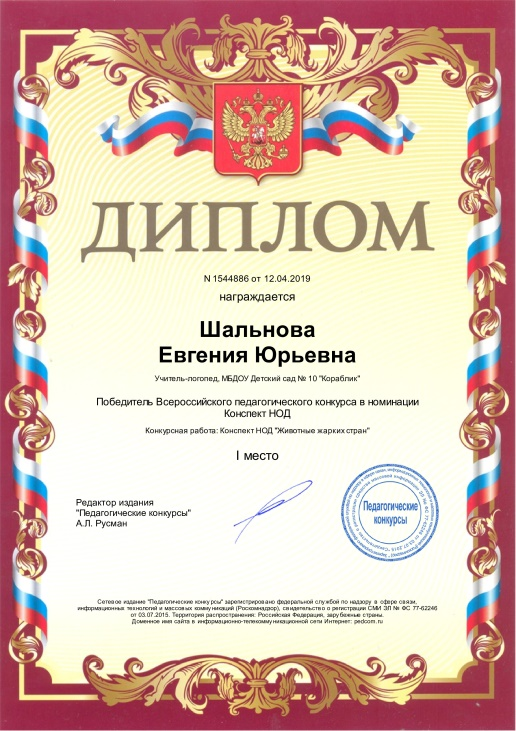 ДИПЛОМ
N 1544886 от 12.04.2019
награждается
Шальнова
Евгения Юрьевна
Учитель-логопед, МБДОУ Детский сад № 10 "Кораблик"
Победитель Всероссийского педагогического конкурса в номинации
Конспект НОД
Конкурсная работа: Конспект НОД "Животные жарких стран"
I место
Редактор издания
"Педагогические конкурсы"
А.Л. Русман
Педагогические
конкурсы
Сетевое издание "Педагогические конкурсы" зарегистрировано федеральной службой по надзору в сфере связи,
информационных технологий и массовых коммуникаций (Роскомнадзор), свидетельство о регистрации СМИ ЭЛ № ФС 77-62246
от 03.07.2015. Территория распространения: Российская Федерация, зарубежные страны.
Доменное имя сайта в информационно-телекоммуникационной сети Интернет: pedcom.ru